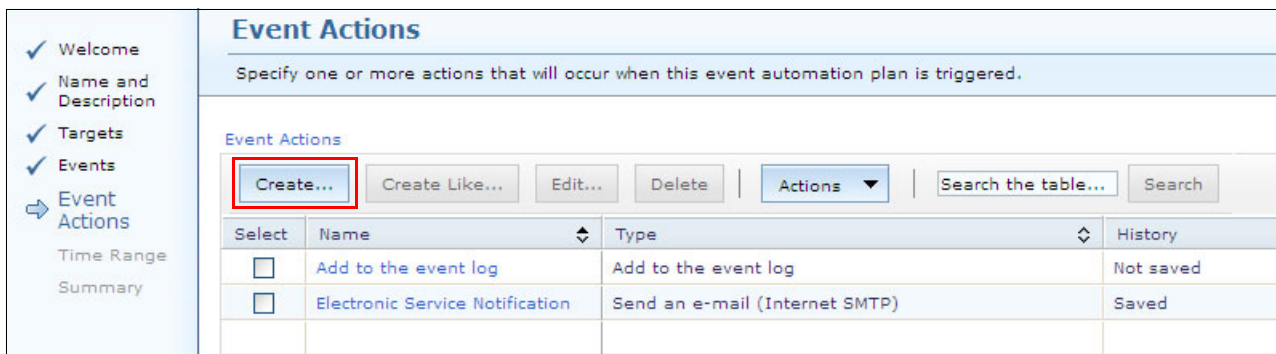 Welcome
Name and
Description
Targets
Events
Event
Actions
Time Range
Summary
Event Actions
Specify one or more actions that will occur when this event automation plan is triggered.
Event Actions
Create... Create Like... Edit... Delete Actions Search the table... Search
Select Name Type History
Add to the event log Add to the event log Not saved
Electronic Service Notification Send an e-mail (Internet SMTP) Saved